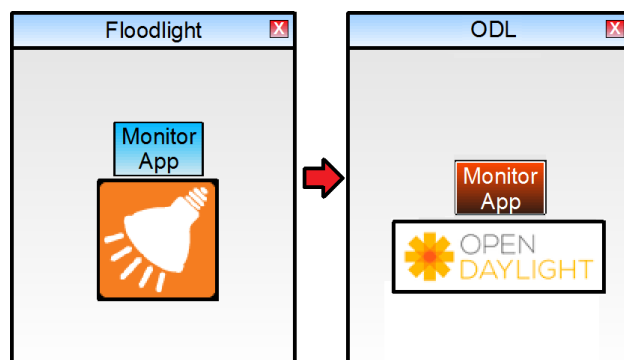 Floodlight
X
Monitor
App
ODL
X
Monitor
App
OPEN
DAYLIGHT